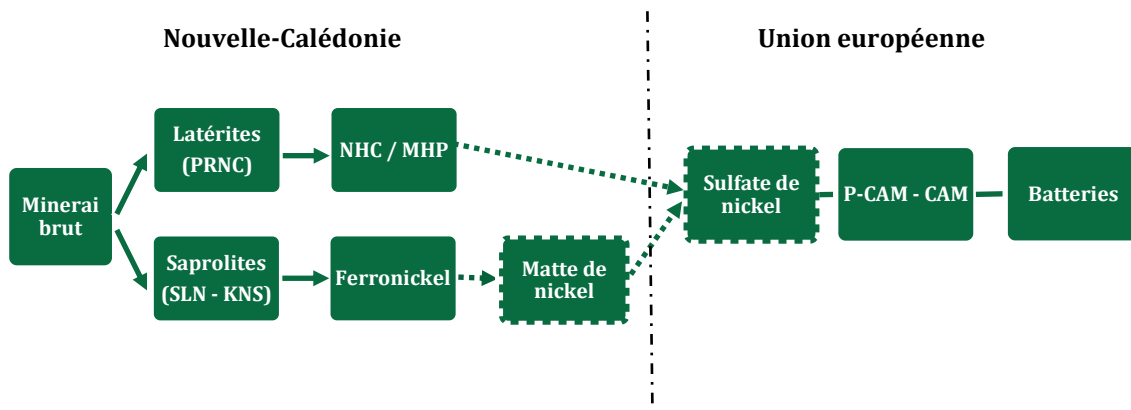 Nouvelle-Calédonie
Union européenne
Minerai
brut
Latérites
(PRNC)
NHC / MHP
Saprolites
(SLN - KNS)
Ferronickel
Matte de
nickel
Sulfate de
nickel
P-CAM - CAM
Batteries